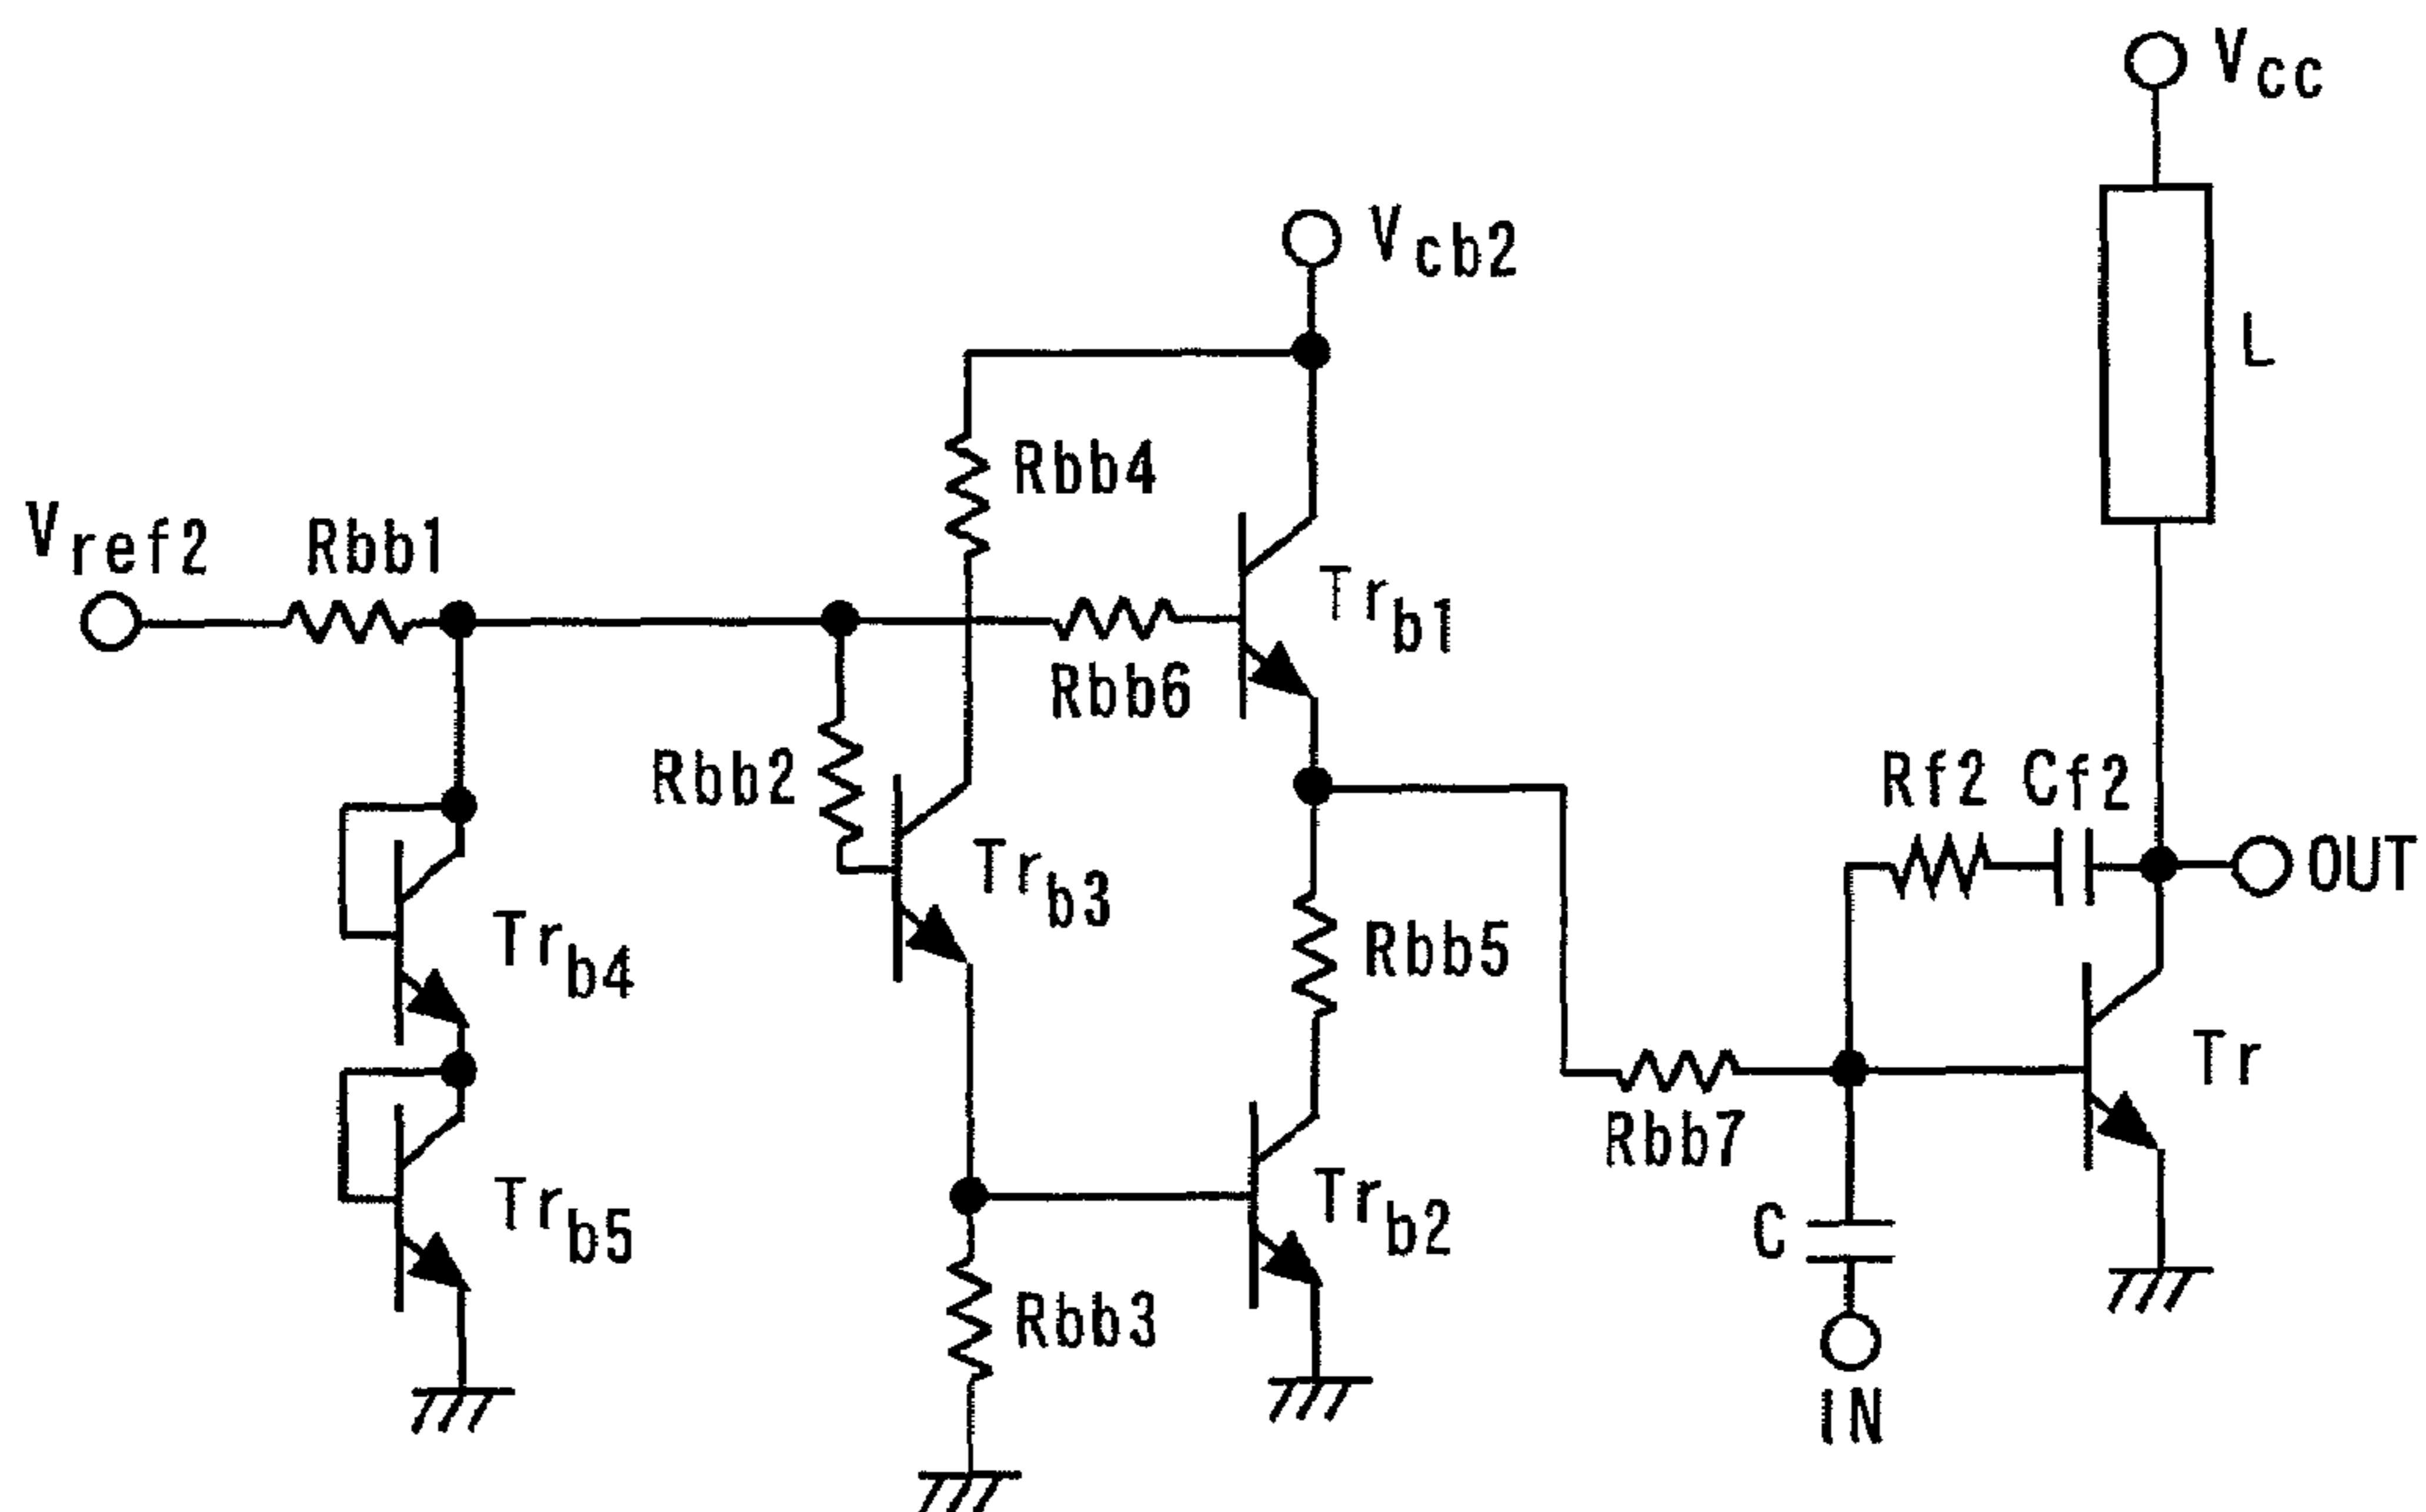 Vcc
Vcb2
L
Rbb4
Vref2
Rbb1
Trb1
Rbb6
Rbb2
Rf2
Cf2
Trb3
OUT
Trb4
Rbb5
Tr
Rbb7
Trb5
Trb2
C
Rbb3
IN